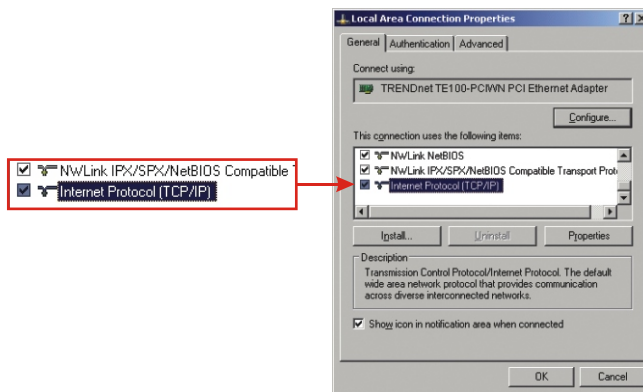 NWLink IPX/SPX/NetBIOS Compatible
Internet Protocol (TCP/IP)
Local Area Connection Properties
General Authentication Advanced
Connect using:
TRENDnet TE100-PCIWN PCI Ethernet Adapter
Configure...
This connection uses the following items:
NWLink NetBIOS
NWLink IPX/SPX/NetBIOS Compatible Transport
Internet Protocol (TCP/IP)
Install... Uninstall Properties
Description
Transmission Control Protocol/Internet Protocol. The default
wide area network protocol that provides communication
across diverse interconnected networks.
Show icon in notification area when connected
OK Cancel